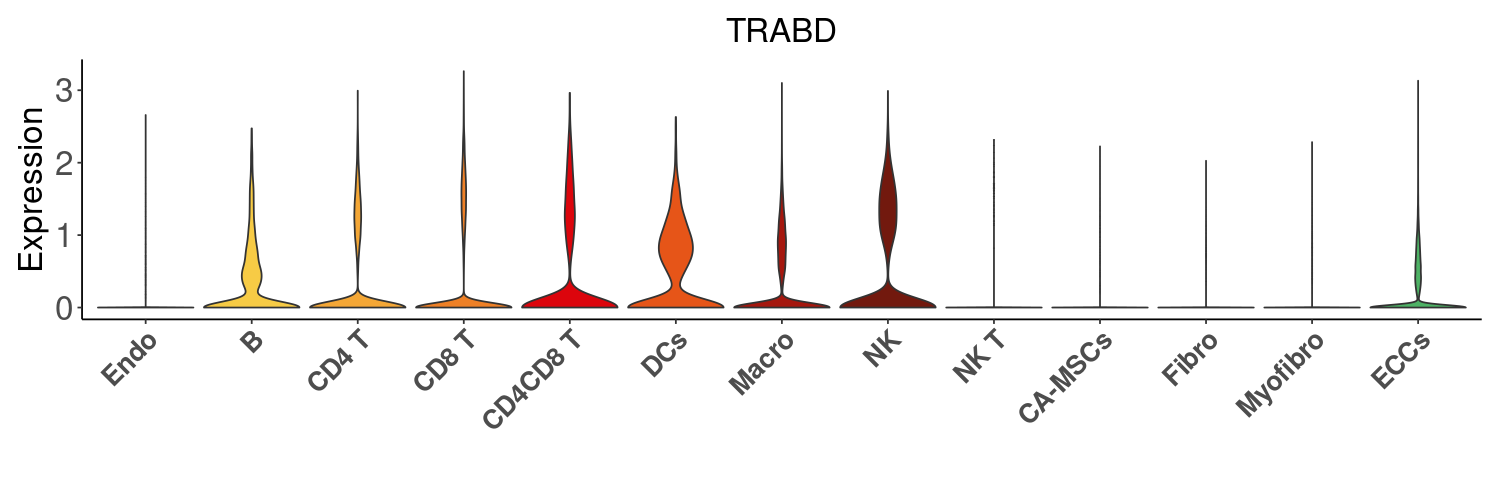 TRABD
Expression
3
2
1
0
Endo
B
CD4 T
CD8 T
CD4CD8 T
DCs
Macro
NK
NK T
CA-MSCs
Fibro
Myofibro
ECCs